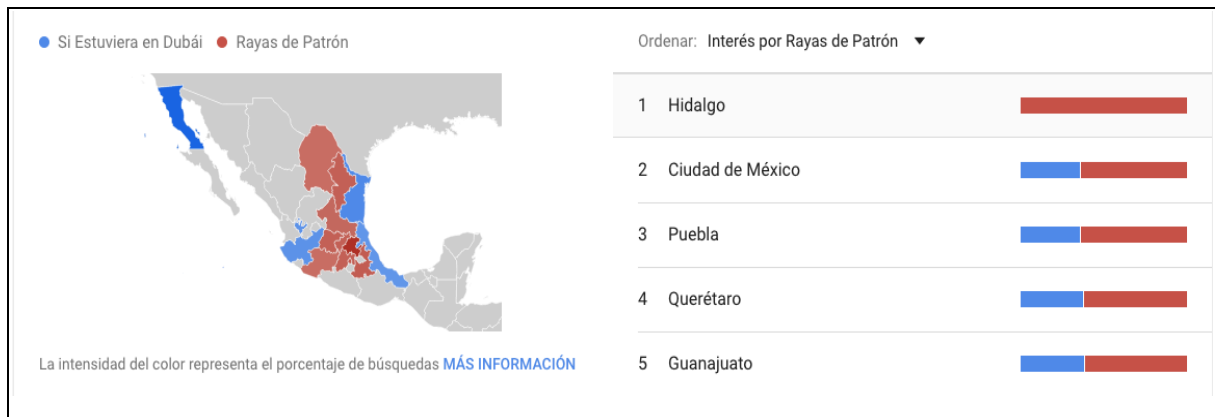 Si Estuviera en Dubái Rayas de Patrón
La intensidad del color representa el porcentaje de búsquedas MÁS INFORMACIÓN
Ordenar: Interés por Rayas de Patrón
1 Hidalgo
2 Ciudad de México
3 Puebla
4 Querétaro
5 Guanajuato